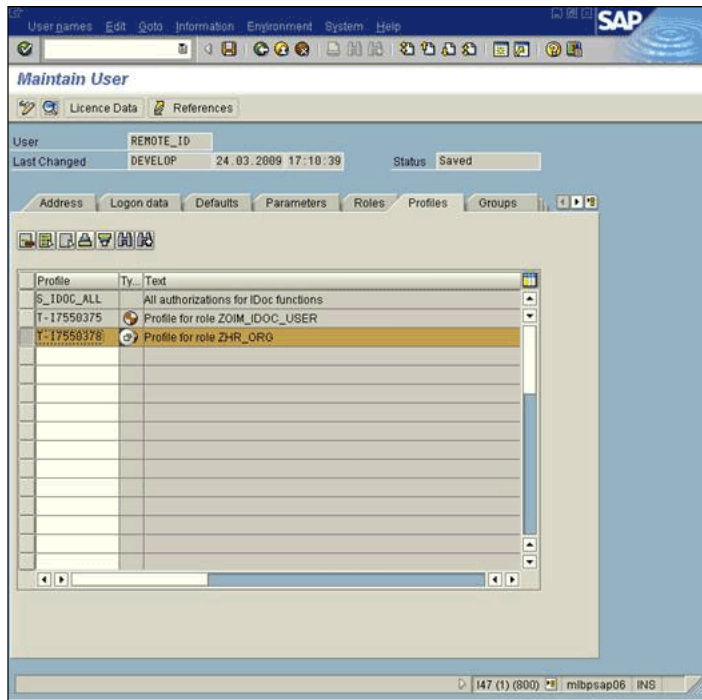 User names Edit Goto Information Environment System Help
SAP
Maintain User
Licence Data References
User REMOTE_ID
Last Changed DEVELOP 24.03.2009 17:10:39 Status Saved
Address Logon data Defaults Parameters Roles Profiles Groups
Profile Ty... Text
S_IDOC_ALL All authorizations for IDoc functions
T-17550375 Profile for role ZOIM_IDOC_USER
T-17550378 Profile for role ZHR_ORG
I47 (1) (800) mlbpsap06 INS